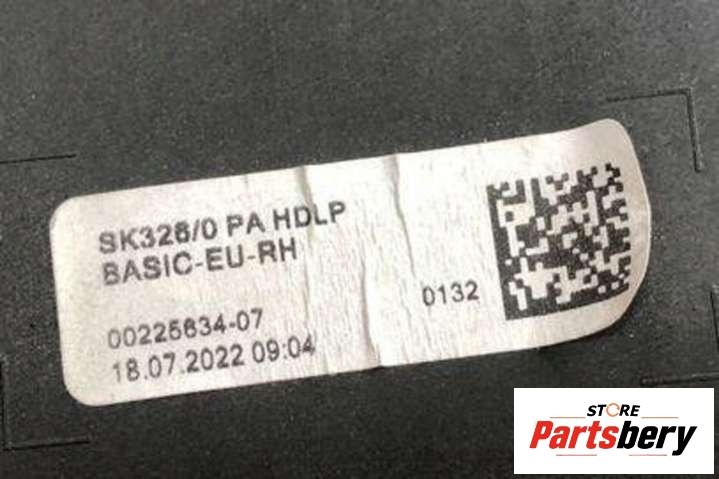 SK326/0 PA HDLP
BASIC-EU-RH
00225634-07
0132
18.07.2022 09:04
STORE
Partsbery